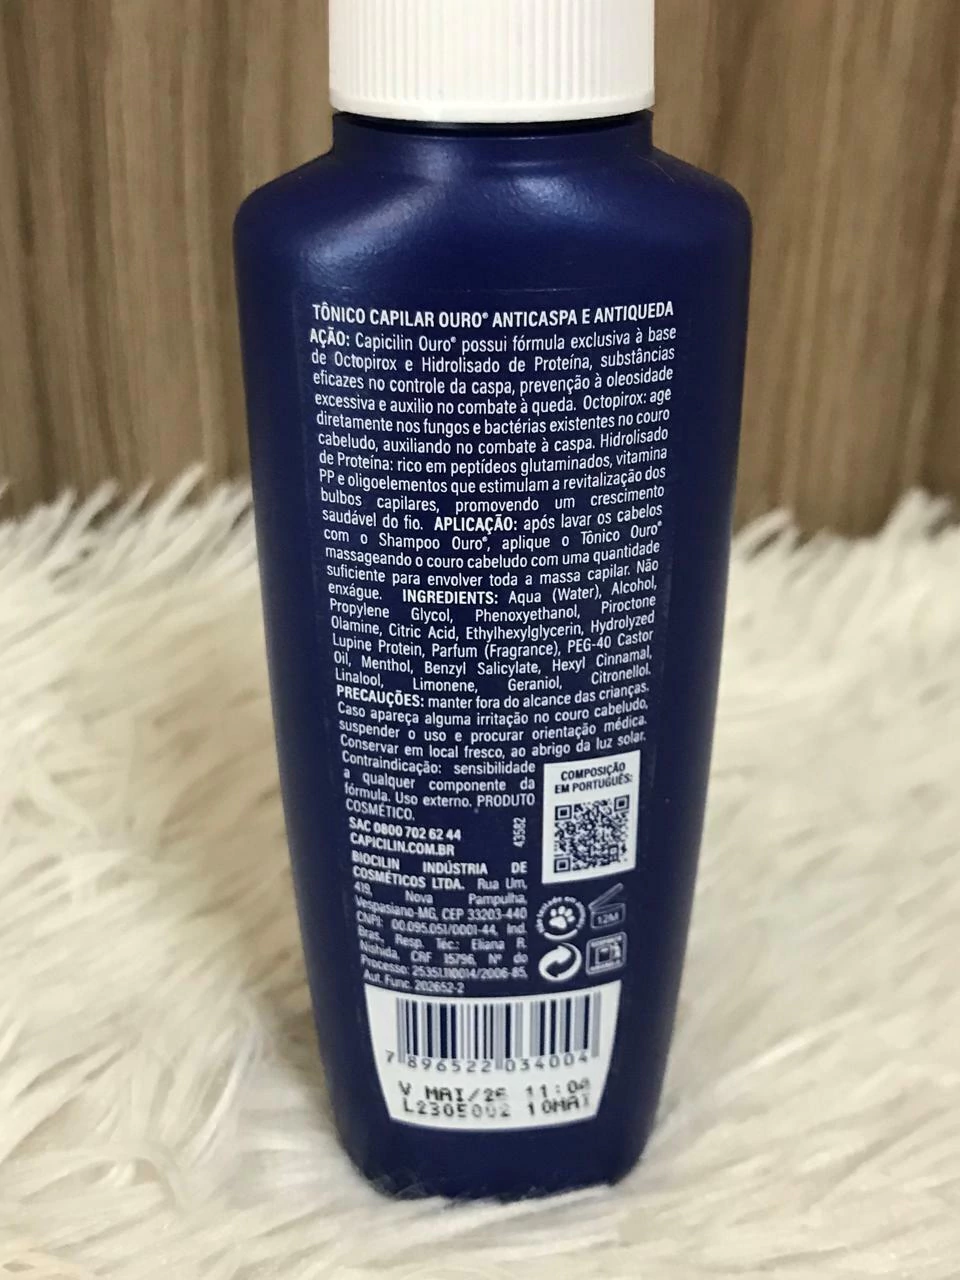 TÔNICO CAPILAR OURO® ANTICASPA E ANTIQUEDA
AÇÃO: Capicilin Ouro® possui fórmula exclusiva à base
de Octopirox e Hidrolisado de Proteína, substâncias
eficazes no controle da caspa, prevenção à oleosidade
excessiva e auxilio no combate à queda. Octopirox: age
diretamente nos fungos e bactérias existentes no couro
cabeludo, auxiliando no combate à caspa. Hidrolisado
de Proteína: rico em peptídeos glutaminados, vitamina
PP e oligoelementos que estimulam a revitalização dos
bulbos capilares, promovendo um crescimento
saudável do fio. APLICAÇÃO: após lavar os cabelos
com o Shampoo Ouro®, aplique o Tônico Ouro®
massageando o couro cabeludo com uma quantidade
suficiente para envolver toda a massa capilar. Não
enxágue. INGREDIENTS: Aqua (Water), Alcohol,
Propylene Glycol, Phenoxyethanol, Piroctone
Olamine, Citric Acid, Ethylhexylglycerin, Hydrolyzed
Lupine Protein, Parfum (Fragrance), PEG-40 Castor
Oil, Menthol, Benzyl Salicylate, Hexyl Cinnamal,
Linalool, Limonene, Geraniol, Citronellol.
PRECAUÇÕES: manter fora do alcance das crianças.
Caso apareça alguma irritação no couro cabeludo,
suspender o uso e procurar orientação médica.
Conservar em local fresco, ao abrigo da luz solar.
Contraindicação: sensibilidade
a qualquer componente da
fórmula. Uso externo. PRODUTO
COSMÉTICO.
COMPOSIÇÃO
EM PORTUGUÊS:
43582
SAC 0800 702 62 44
CAPICILIN.COM.BR
BIOCILIN INDÚSTRIA DE
COSMÉTICOS LTDA. Rua Um,
419, Nova Pampulha,
Vespasiano-MG, CEP 33203-440
CNPJ: 00.095.051/0001-44, Ind.
Bras., Resp. Téc.: Eliana R.
Nishida, CRF 15796. Nº do
Processo: 25351.110014/2006-85,
Aut. Func. 202652-2
12M
7 896522 034004
V MAI/26 11:04
L2305002 10MAI